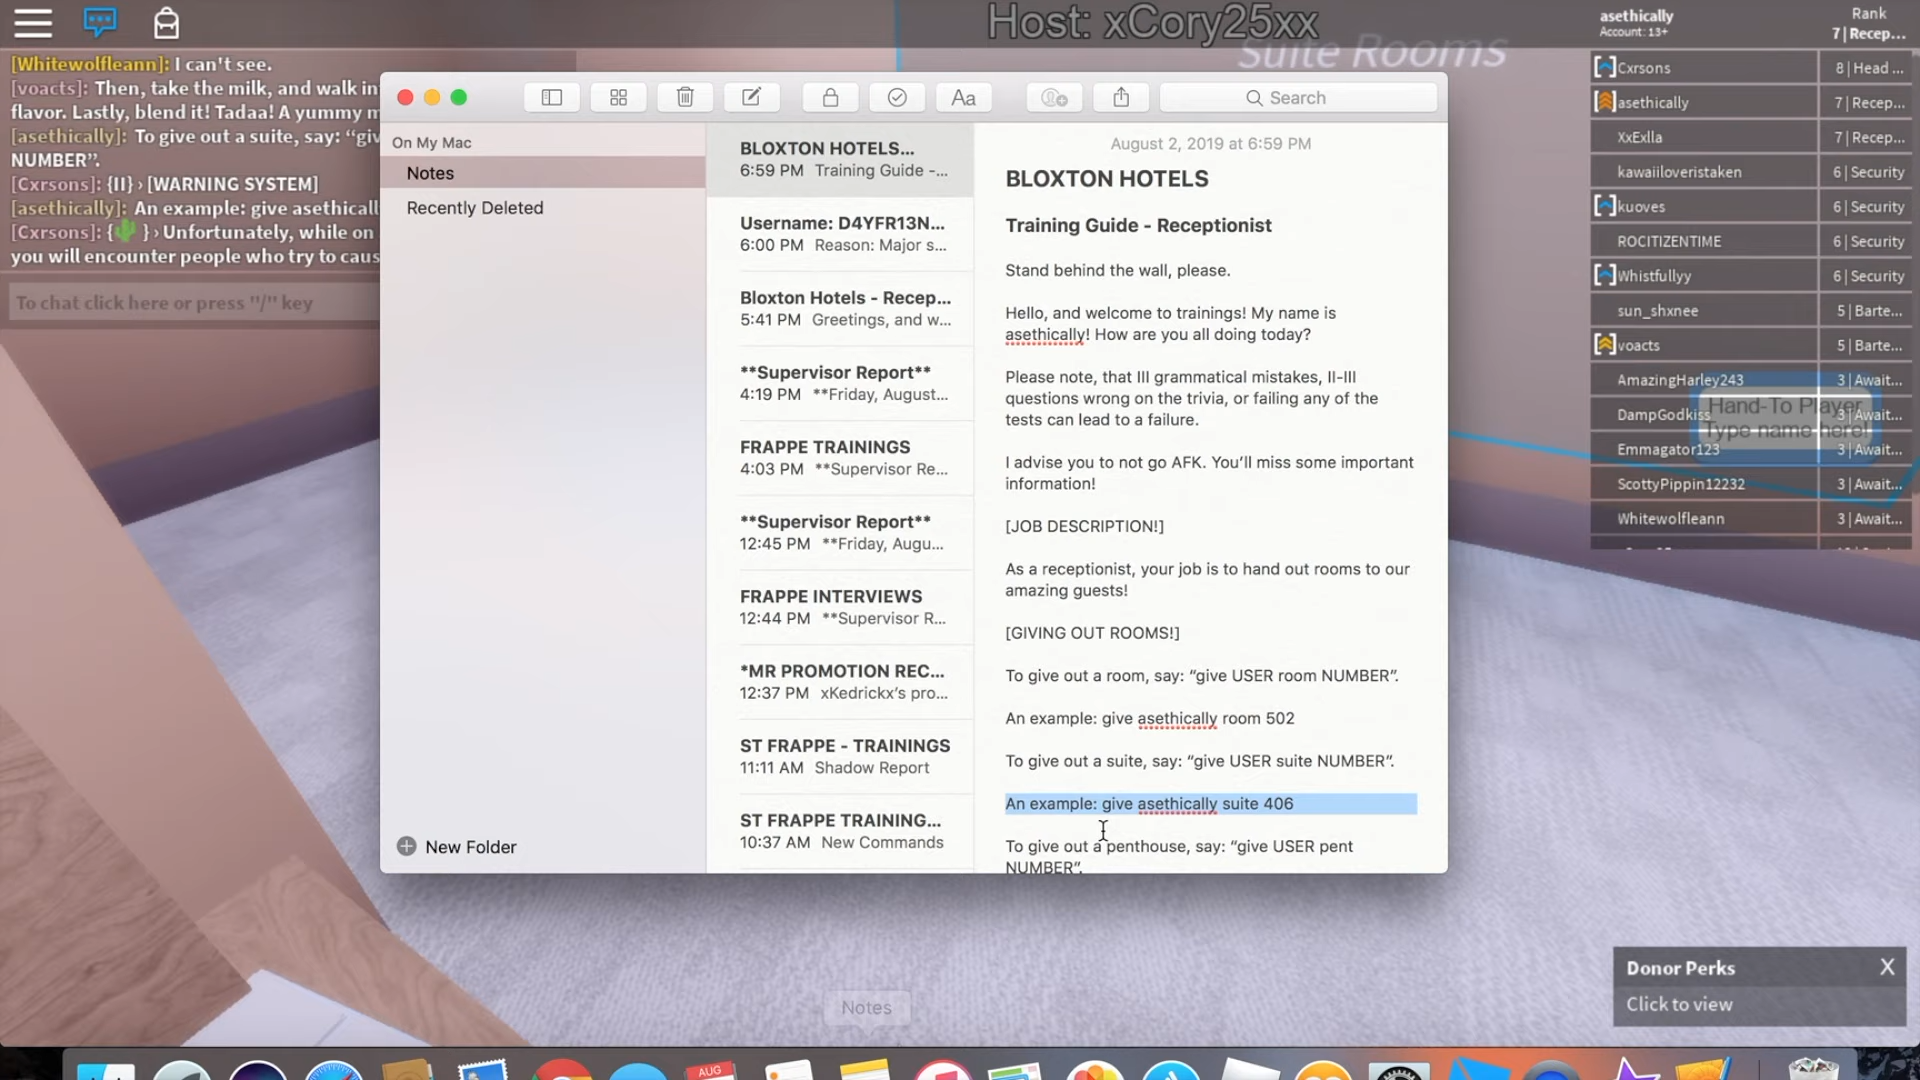 Host: xCory25xx
Suite Rooms
asethically
Account: 13+
Rank
7 | Recep...
[Whitewolfleann]: I can't see.
[voacts]: Then, take the milk, and walk in
flavor. Lastly, blend it! Tadaa! A yummy m
[asethically]: To give out a suite, say: “giv
NUMBER”.
[Cxrsons]: {II} › [WARNING SYSTEM]
[asethically]: An example: give asethicall
[Cxrsons]: {🌵 } › Unfortunately, while on
you will encounter people who try to caus
To chat click here or press "/" key
Cxrsons 8 | Head ...
asethically 7 | Recep...
XxExlla 7 | Recep...
kawaiiloveristaken 6 | Security
kuoves 6 | Security
ROCITIZENTIME 6 | Security
Whistfullyy 6 | Security
sun_shxnee 5 | Barte...
voacts 5 | Barte...
AmazingHarley243 3 | Await...
DampGodkiss 3 | Await...
Emmagator123 3 | Await...
ScottyPippin12232 3 | Await...
Whitewolfleann 3 | Await...
Hand-To Player
Type name here!
Aa
Search
On My Mac
Notes
Recently Deleted
New Folder
BLOXTON HOTELS...
6:59 PM Training Guide -...
Username: D4YFR13N...
6:00 PM Reason: Major s...
Bloxton Hotels - Recep...
5:41 PM Greetings, and w...
**Supervisor Report**
4:19 PM **Friday, August...
FRAPPE TRAININGS
4:03 PM **Supervisor Re...
**Supervisor Report**
12:45 PM **Friday, Augu...
FRAPPE INTERVIEWS
12:44 PM **Supervisor R...
*MR PROMOTION REC...
12:37 PM xKedrickx’s pro...
ST FRAPPE - TRAININGS
11:11 AM Shadow Report
ST FRAPPE TRAINING...
10:37 AM New Commands
August 2, 2019 at 6:59 PM
BLOXTON HOTELS
Training Guide - Receptionist
Stand behind the wall, please.
Hello, and welcome to trainings! My name is
asethically! How are you all doing today?
Please note, that III grammatical mistakes, II-III
questions wrong on the trivia, or failing any of the
tests can lead to a failure.
I advise you to not go AFK. You’ll miss some important
information!
[JOB DESCRIPTION!]
As a receptionist, your job is to hand out rooms to our
amazing guests!
[GIVING OUT ROOMS!]
To give out a room, say: “give USER room NUMBER”.
An example: give asethically room 502
To give out a suite, say: “give USER suite NUMBER”.
An example: give asethically suite 406
To give out a penthouse, say: “give USER pent
NUMBER”.
Donor Perks X
Click to view
Notes
AUG